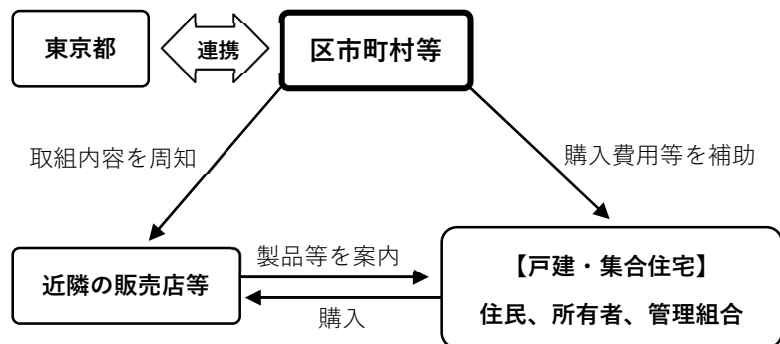 東京都
連携
区市町村等
取組内容を周知
購入費用等を補助
近隣の販売店等
製品等を案内
購入
【戸建・集合住宅】
住民、所有者、管理組合